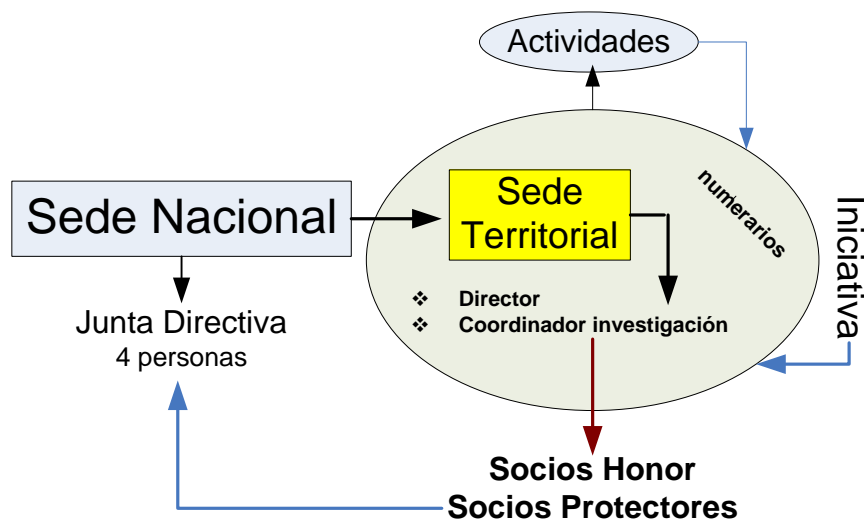 Actividades
numerarios
Sede
Territorial
Sede Nacional
Iniciativa
❖ Director
❖ Coordinador investigación
Junta Directiva
4 personas
Socios Honor
Socios Protectores